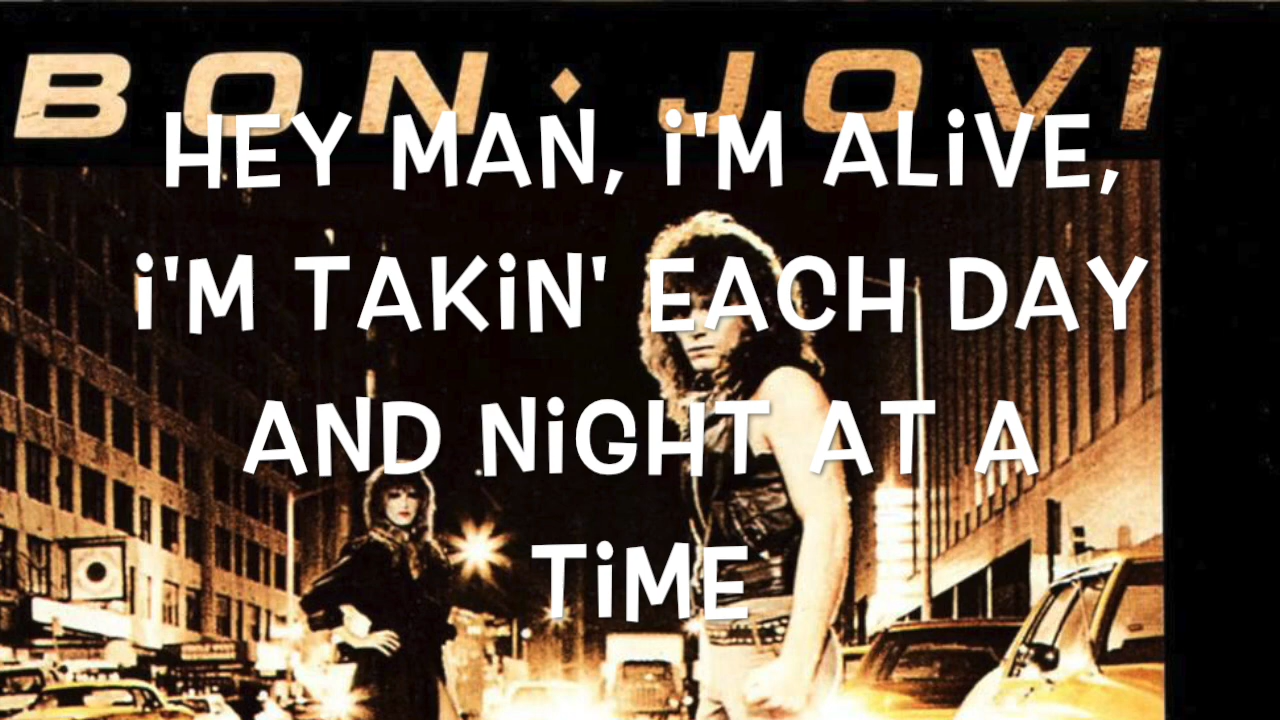 BON • JOVI
HEY MAN, i'M ALiVE,
i'M TAKiN' EACH DAY
AND NiGHT AT A
TiME